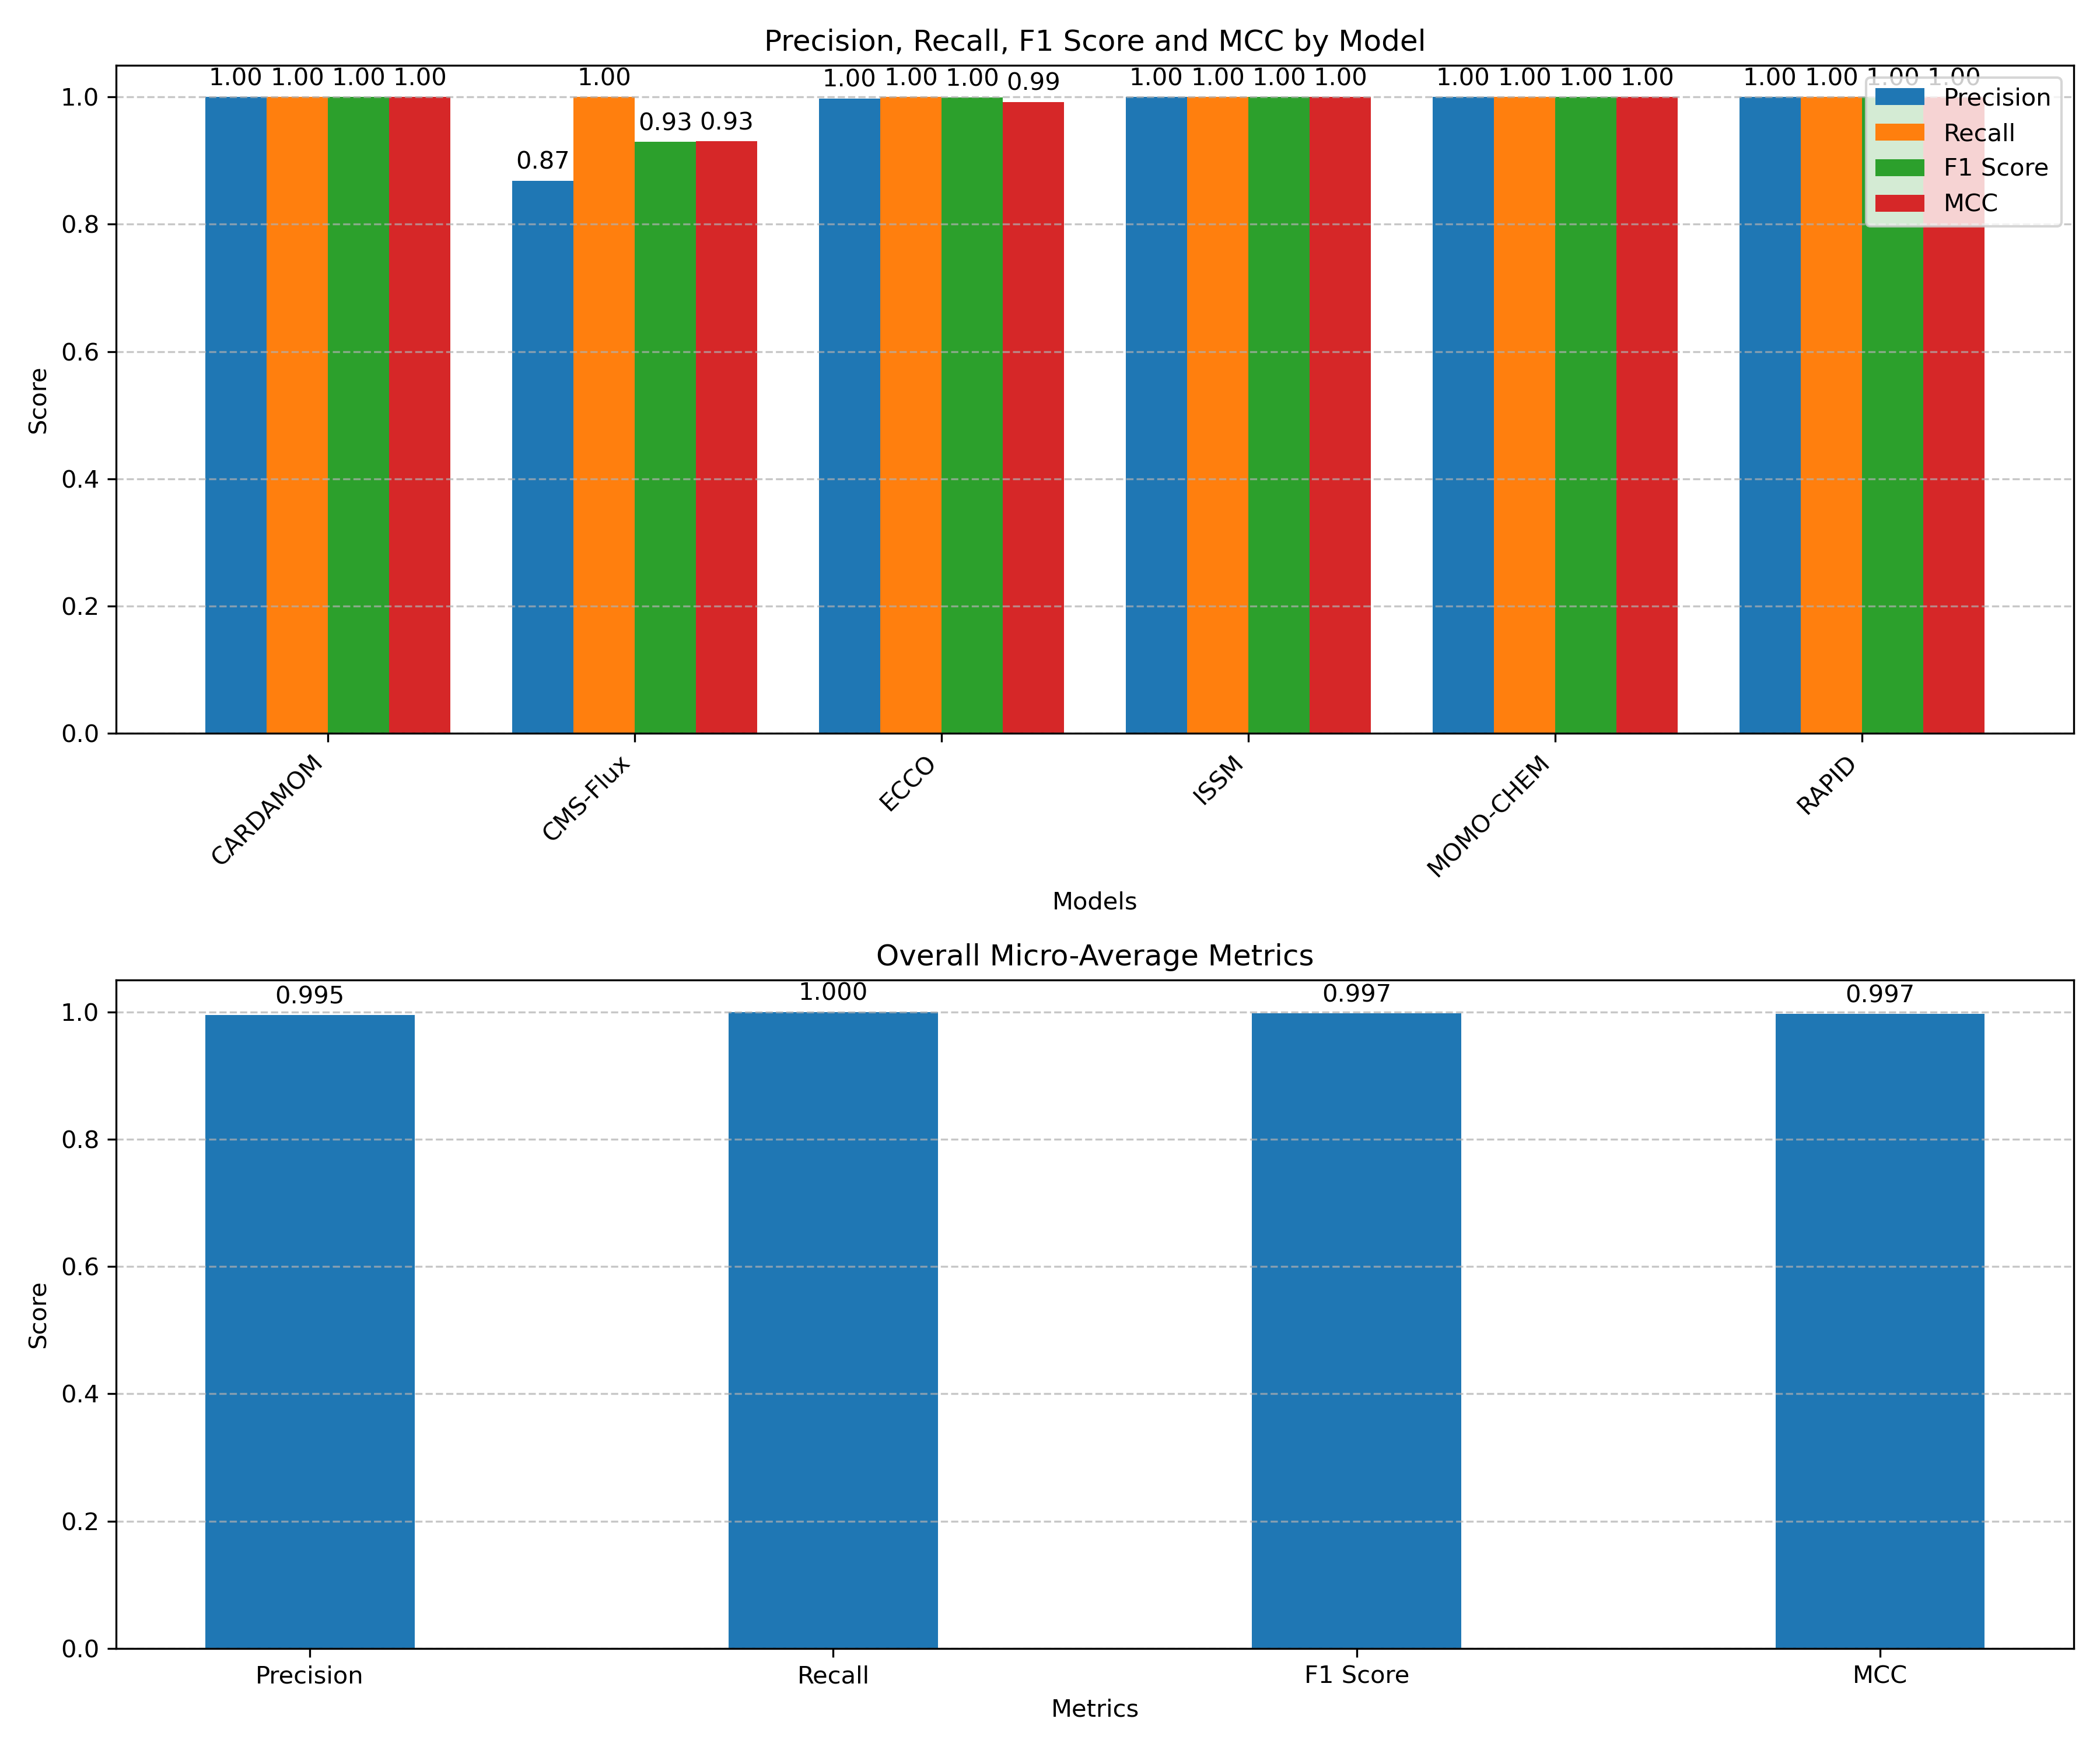 Precision, Recall, F1 Score and MCC by Model
1.00 1.00 1.00 1.00 0.87 1.00 0.93 0.93 1.00 1.00 1.00 0.99 1.00 1.00 1.00 1.00 1.00 1.00 1.00 1.00 1.00 1.00 1.00 1.00
Precision
Recall
F1 Score
MCC
1.0
0.8
0.6
0.4
0.2
0.0
Score
CARDAMOM
CMS-Flux
ECCO
ISSM
MOMO-CHEM
RAPID
Models
Overall Micro-Average Metrics
0.995 1.000 0.997 0.997
1.0
0.8
0.6
0.4
0.2
0.0
Score
Precision Recall F1 Score MCC
Metrics